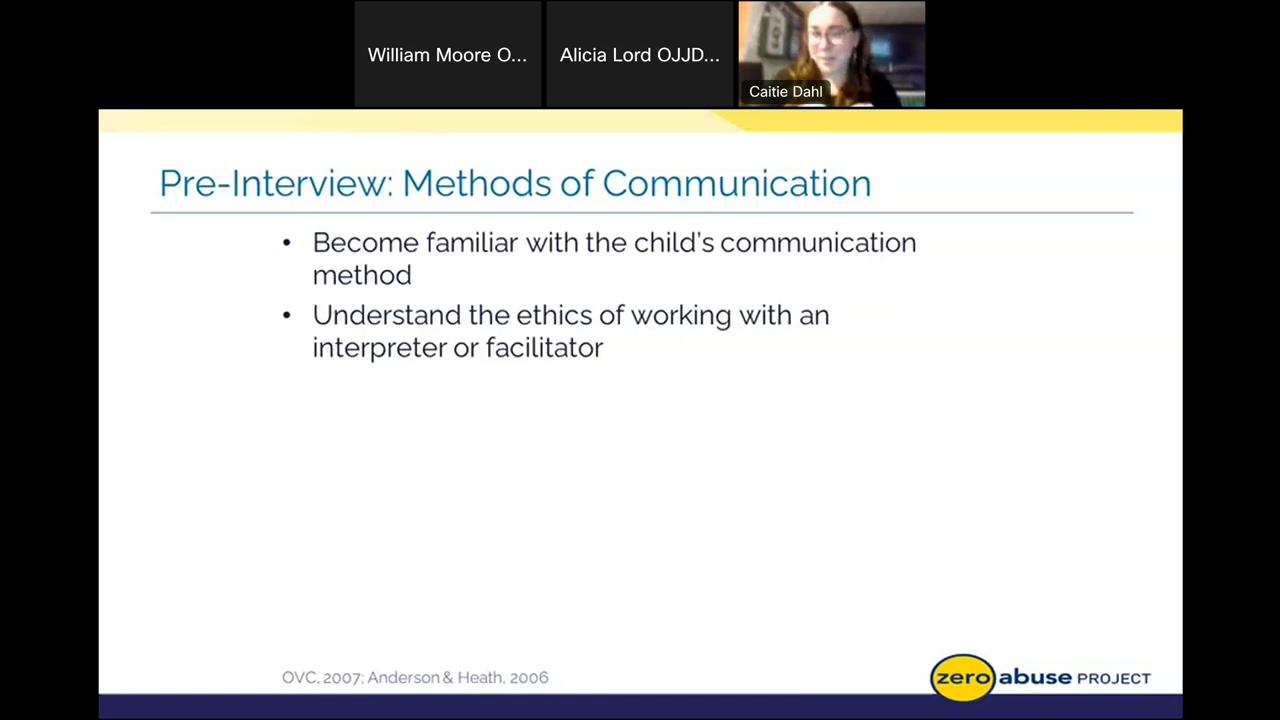 William Moore O...
Alicia Lord OJJD...
Caitie Dahl
Pre-Interview: Methods of Communication
• Become familiar with the child's communication
method
• Understand the ethics of working with an
interpreter or facilitator
OVC, 2007; Anderson & Heath, 2006
zero abuse PROJECT